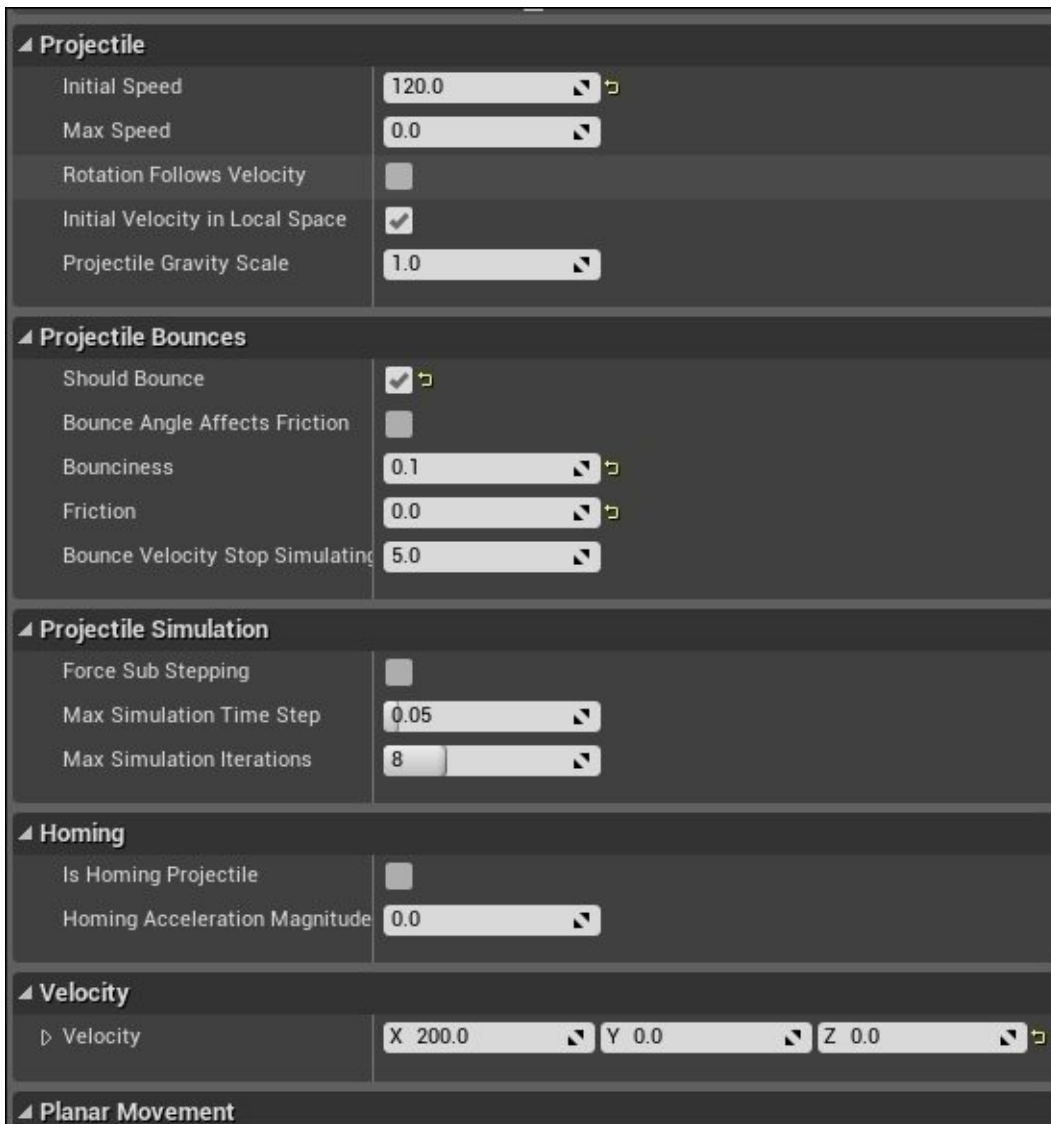 Projectile
Initial Speed 120.0
Max Speed 0.0
Rotation Follows Velocity
Initial Velocity in Local Space
Projectile Gravity Scale 1.0
Projectile Bounces
Should Bounce
Bounce Angle Affects Friction
Bounciness 0.1
Friction 0.0
Bounce Velocity Stop Simulating 5.0
Projectile Simulation
Force Sub Stepping
Max Simulation Time Step 0.05
Max Simulation Iterations 8
Homing
Is Homing Projectile
Homing Acceleration Magnitude 0.0
Velocity
Velocity X 200.0 Y 0.0 Z 0.0
Planar Movement